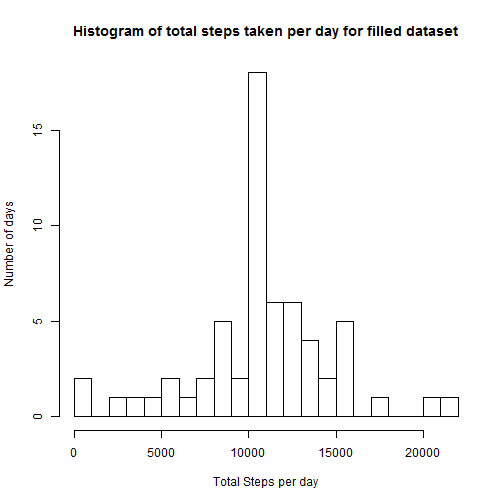 Histogram of total steps taken per day for filled dataset
Number of days
15
10
5
0
0 5000 10000 15000 20000
Total Steps per day